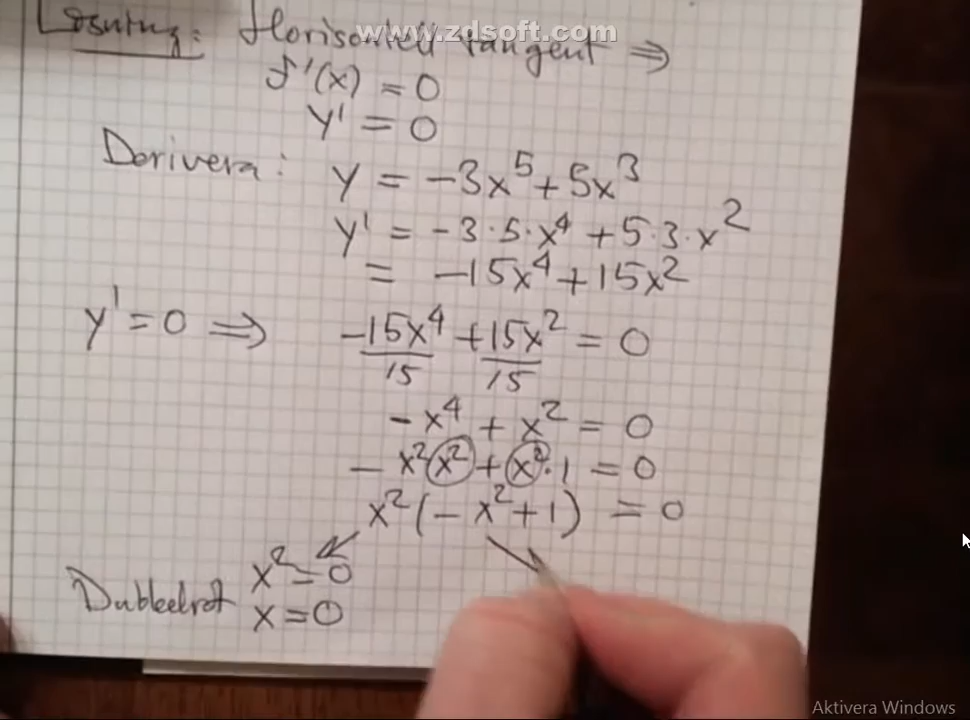 www.zdsoft.com
Lösning: Horisontell tangent ⇒
f'(x) = 0
y' = 0
Derivera: y = -3x⁵ + 5x³
y' = -3·5·x⁴ + 5·3·x²
= -15x⁴ + 15x²
y' = 0 ⇒ -15x⁴/15 + 15x²/15 = 0
-x⁴ + x² = 0
-x²x² + x²·1 = 0
x²(-x² + 1) = 0
x² = 0
Dubbelrot x = 0
Aktivera Windows